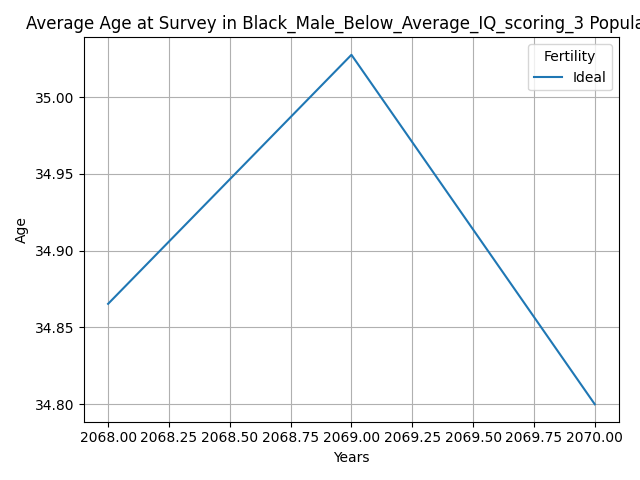 Average Age at Survey in Black_Male_Below_Average_IQ_scoring_3 Popula
Fertility
Ideal
35.00
34.95
34.90
34.85
34.80
Age
2068.00 2068.25 2068.50 2068.75 2069.00 2069.25 2069.50 2069.75 2070.00
Years